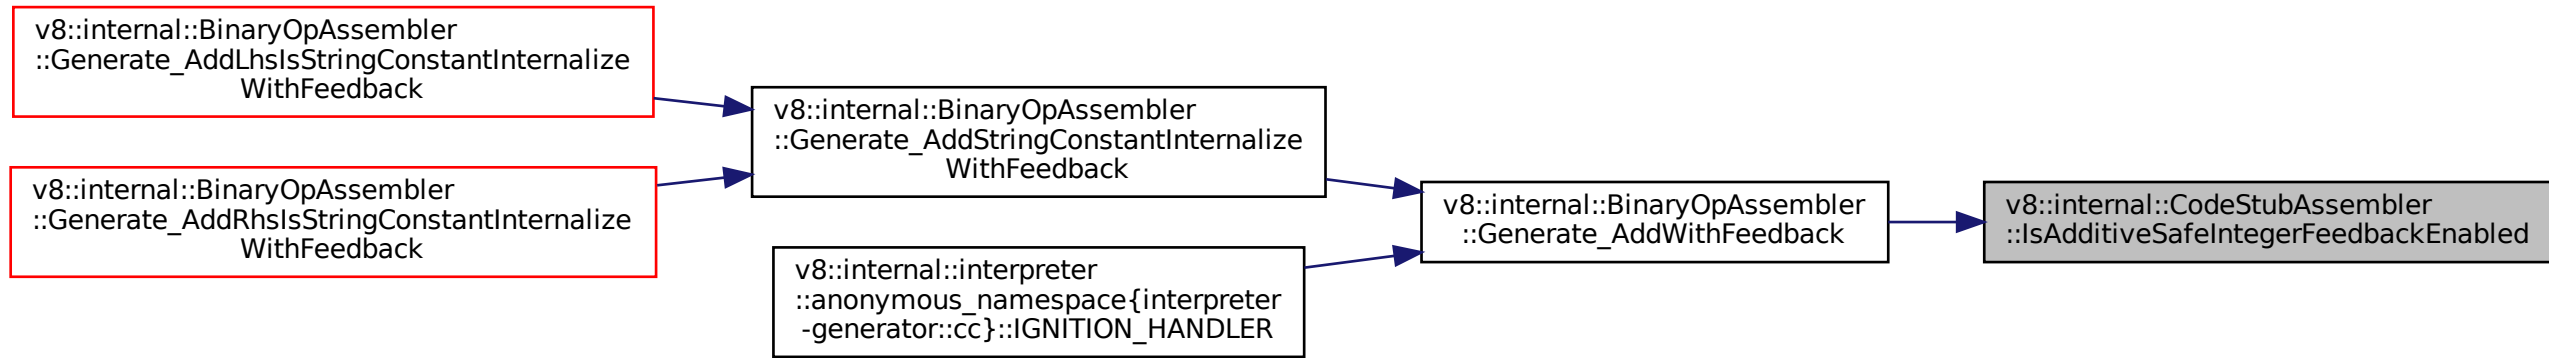 v8::internal::BinaryOpAssembler
::Generate_AddLhsIsStringConstantInternalize
WithFeedback
v8::internal::BinaryOpAssembler
::Generate_AddRhsIsStringConstantInternalize
WithFeedback
v8::internal::BinaryOpAssembler
::Generate_AddStringConstantInternalize
WithFeedback
v8::internal::interpreter
::anonymous_namespace{interpreter
-generator::cc}::IGNITION_HANDLER
v8::internal::BinaryOpAssembler
::Generate_AddWithFeedback
v8::internal::CodeStubAssembler
::IsAdditiveSafeIntegerFeedbackEnabled